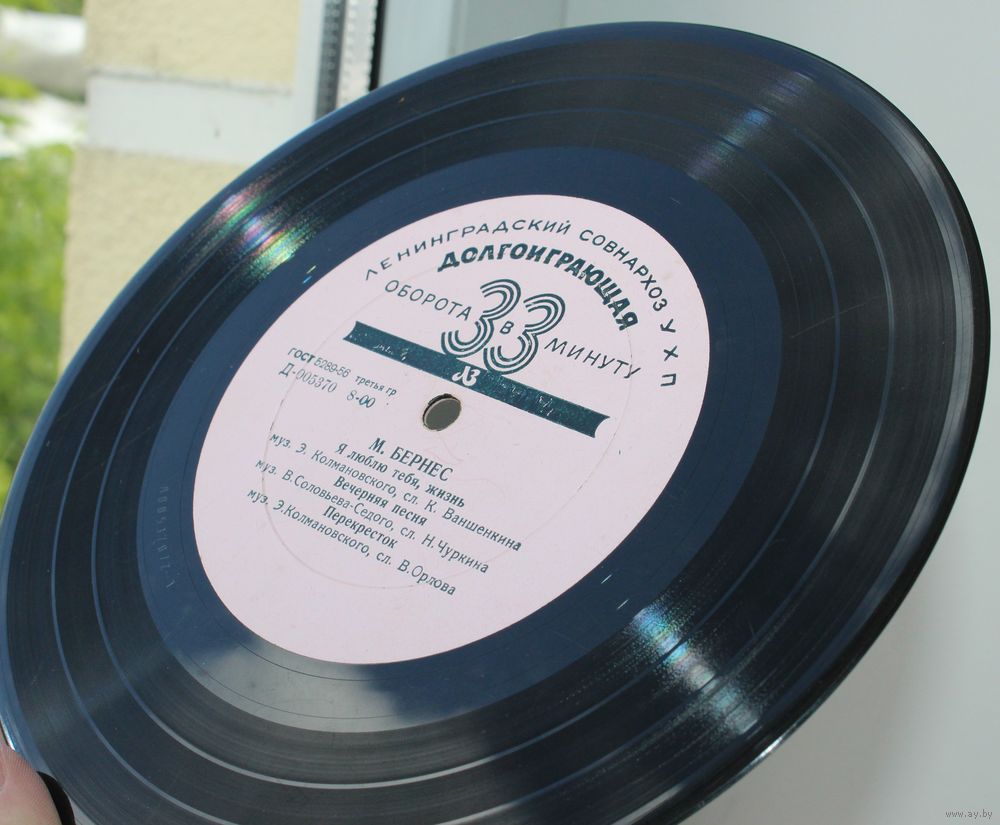 ЛЕНИНГРАДСКИЙ СОВНАРХОЗ УХП
ДОЛГОИГРАЮЩАЯ
33
ОБОРОТА В МИНУТУ
ГОСТ 5289-56 третья гр
Д-005370 8-00
М. БЕРНЕС
Я люблю тебя, жизнь
муз. Э. Колмановского, сл. К. Ваншенкина
Вечерняя песня
муз. В.Соловьева-Седого, сл. Н.Чуркина
Перекресток
муз. Э.Колмановского, сл. В.Орлова
www.ay.by